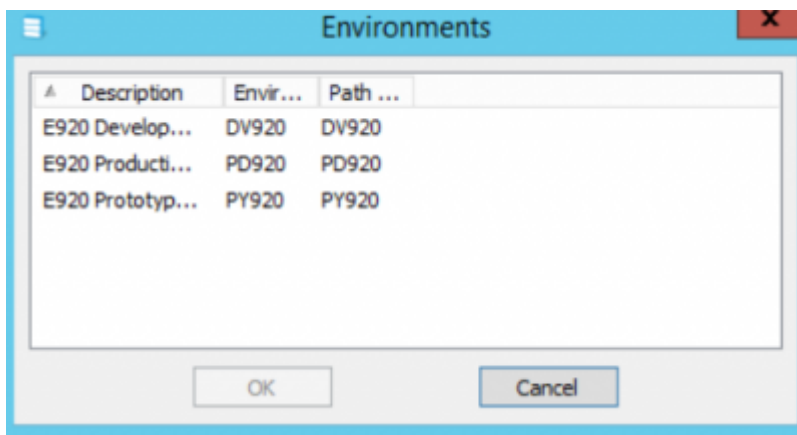 Environments
Description Envir... Path ...
E920 Develop... DV920 DV920
E920 Producti... PD920 PD920
E920 Prototyp... PY920 PY920
OK Cancel